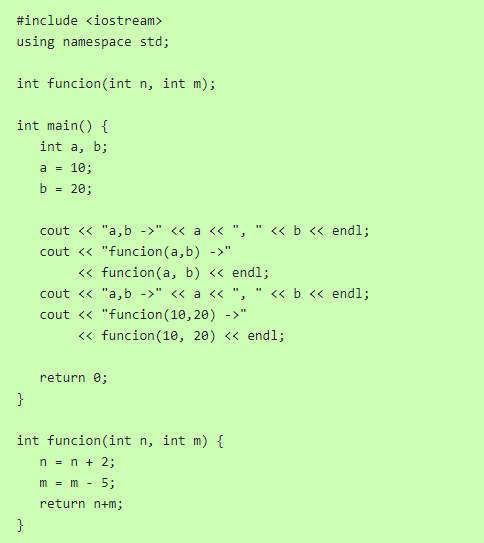 #include <iostream>
using namespace std;

int funcion(int n, int m);

int main() {
   int a, b;
   a = 10;
   b = 20;

   cout << "a,b ->" << a << ", " << b << endl;
   cout << "funcion(a,b) ->"
        << funcion(a, b) << endl;
   cout << "a,b ->" << a << ", " << b << endl;
   cout << "funcion(10,20) ->"
        << funcion(10, 20) << endl;

   return 0;
}

int funcion(int n, int m) {
   n = n + 2;
   m = m - 5;
   return n+m;
}